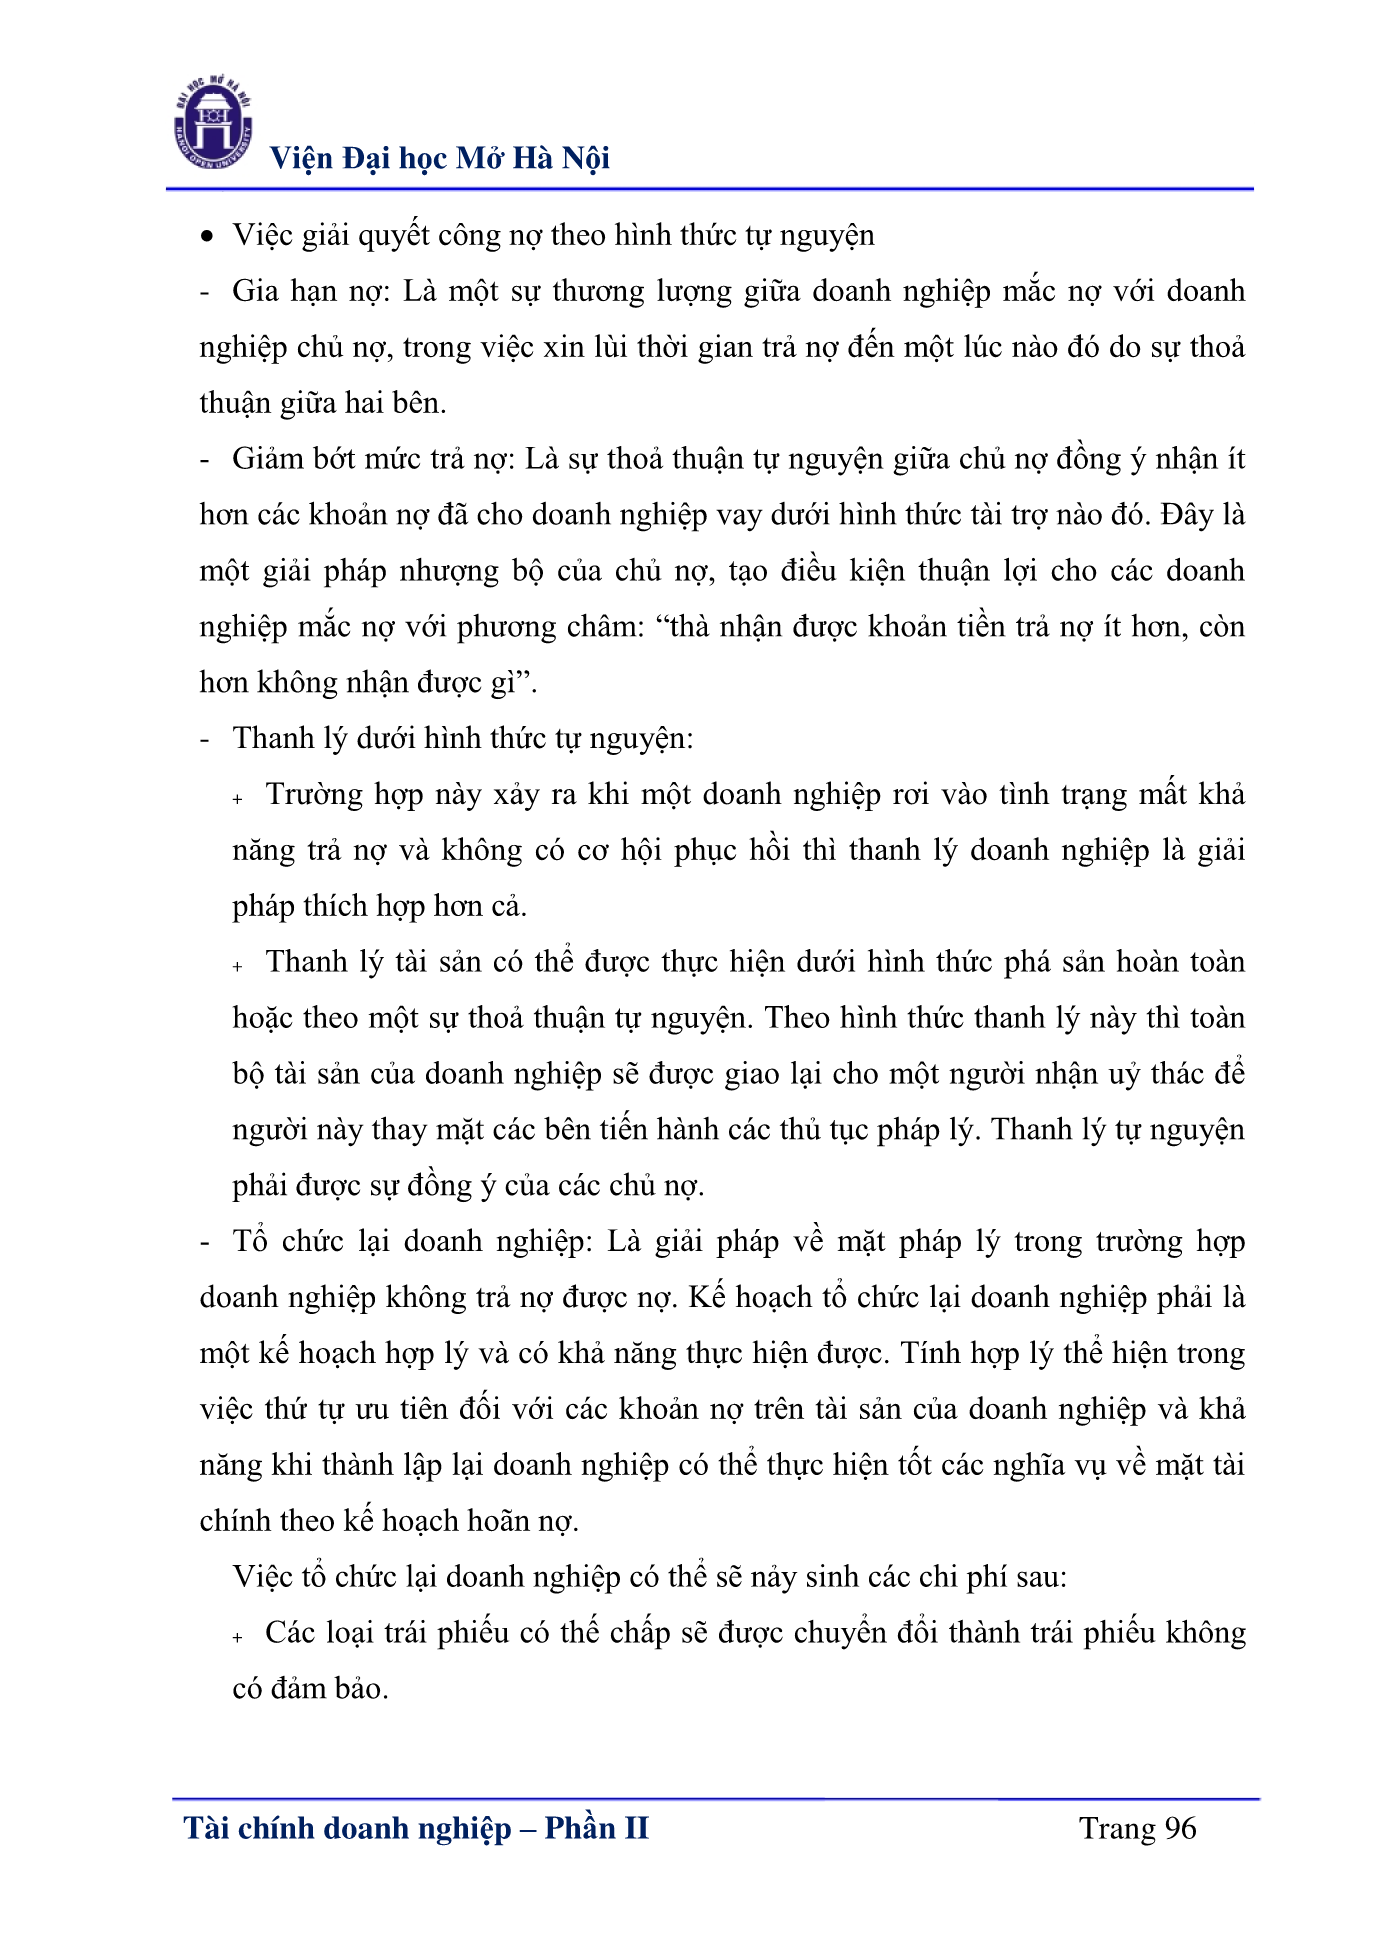 ĐẠI HỌC MỞ HÀ NỘI
HANOI OPEN UNIVERSITY
Viện Đại học Mở Hà Nội
• Việc giải quyết công nợ theo hình thức tự nguyện
- Gia hạn nợ: Là một sự thương lượng giữa doanh nghiệp mắc nợ với doanh
nghiệp chủ nợ, trong việc xin lùi thời gian trả nợ đến một lúc nào đó do sự thoả
thuận giữa hai bên.
- Giảm bớt mức trả nợ: Là sự thoả thuận tự nguyện giữa chủ nợ đồng ý nhận ít
hơn các khoản nợ đã cho doanh nghiệp vay dưới hình thức tài trợ nào đó. Đây là
một giải pháp nhượng bộ của chủ nợ, tạo điều kiện thuận lợi cho các doanh
nghiệp mắc nợ với phương châm: “thà nhận được khoản tiền trả nợ ít hơn, còn
hơn không nhận được gì”.
- Thanh lý dưới hình thức tự nguyện:
+ Trường hợp này xảy ra khi một doanh nghiệp rơi vào tình trạng mất khả
năng trả nợ và không có cơ hội phục hồi thì thanh lý doanh nghiệp là giải
pháp thích hợp hơn cả.
+ Thanh lý tài sản có thể được thực hiện dưới hình thức phá sản hoàn toàn
hoặc theo một sự thoả thuận tự nguyện. Theo hình thức thanh lý này thì toàn
bộ tài sản của doanh nghiệp sẽ được giao lại cho một người nhận uỷ thác để
người này thay mặt các bên tiến hành các thủ tục pháp lý. Thanh lý tự nguyện
phải được sự đồng ý của các chủ nợ.
- Tổ chức lại doanh nghiệp: Là giải pháp về mặt pháp lý trong trường hợp
doanh nghiệp không trả nợ được nợ. Kế hoạch tổ chức lại doanh nghiệp phải là
một kế hoạch hợp lý và có khả năng thực hiện được. Tính hợp lý thể hiện trong
việc thứ tự ưu tiên đối với các khoản nợ trên tài sản của doanh nghiệp và khả
năng khi thành lập lại doanh nghiệp có thể thực hiện tốt các nghĩa vụ về mặt tài
chính theo kế hoạch hoãn nợ.
Việc tổ chức lại doanh nghiệp có thể sẽ nảy sinh các chi phí sau:
+ Các loại trái phiếu có thế chấp sẽ được chuyển đổi thành trái phiếu không
có đảm bảo.
Tài chính doanh nghiệp – Phần II
Trang 96